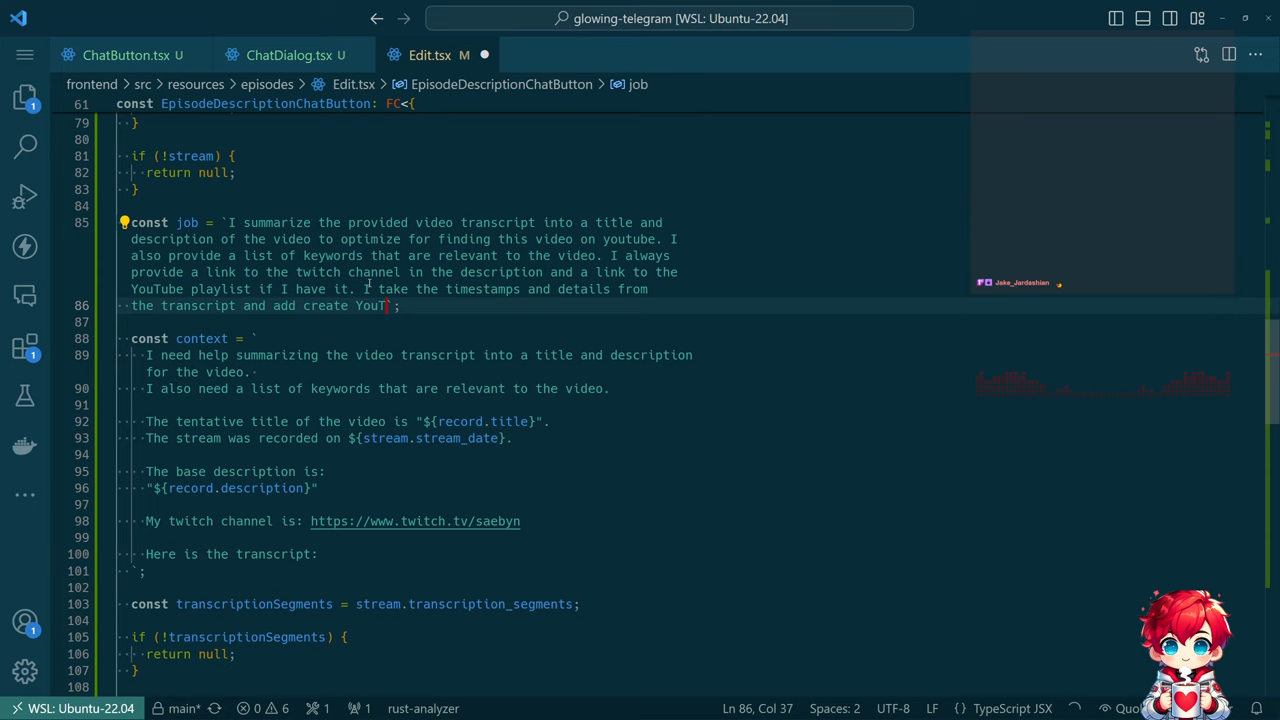 glowing-telegram [WSL: Ubuntu-22.04]
ChatButton.tsx U
ChatDialog.tsx U
Edit.tsx M
frontend > src > resources > episodes > Edit.tsx > EpisodeDescriptionChatButton > job
61 const EpisodeDescriptionChatButton: FC<{
79 }
80
81 if (!stream) {
82 return null;
83 }
84
85 const job = `I summarize the provided video transcript into a title and
description of the video to optimize for finding this video on youtube. I
also provide a list of keywords that are relevant to the video. I always
provide a link to the twitch channel in the description and a link to the
YouTube playlist if I have it. I take the timestamps and details from
86 the transcript and add create YouT`;
87
88 const context = `
89 I need help summarizing the video transcript into a title and description
for the video.
90 I also need a list of keywords that are relevant to the video.
91
92 The tentative title of the video is "${record.title}".
93 The stream was recorded on ${stream.stream_date}.
94
95 The base description is:
96 "${record.description}"
97
98 My twitch channel is: https://www.twitch.tv/saebyn
99
100 Here is the transcript:
101 `;
102
103 const transcriptionSegments = stream.transcription_segments;
104
105 if (!transcriptionSegments) {
106 return null;
107 }
108
Jake_Jardashian
1
1
1
WSL: Ubuntu-22.04 main* 0 6 1 1 rust-analyzer Ln 86, Col 37 Spaces: 2 UTF-8 LF {} TypeScript JSX Quo